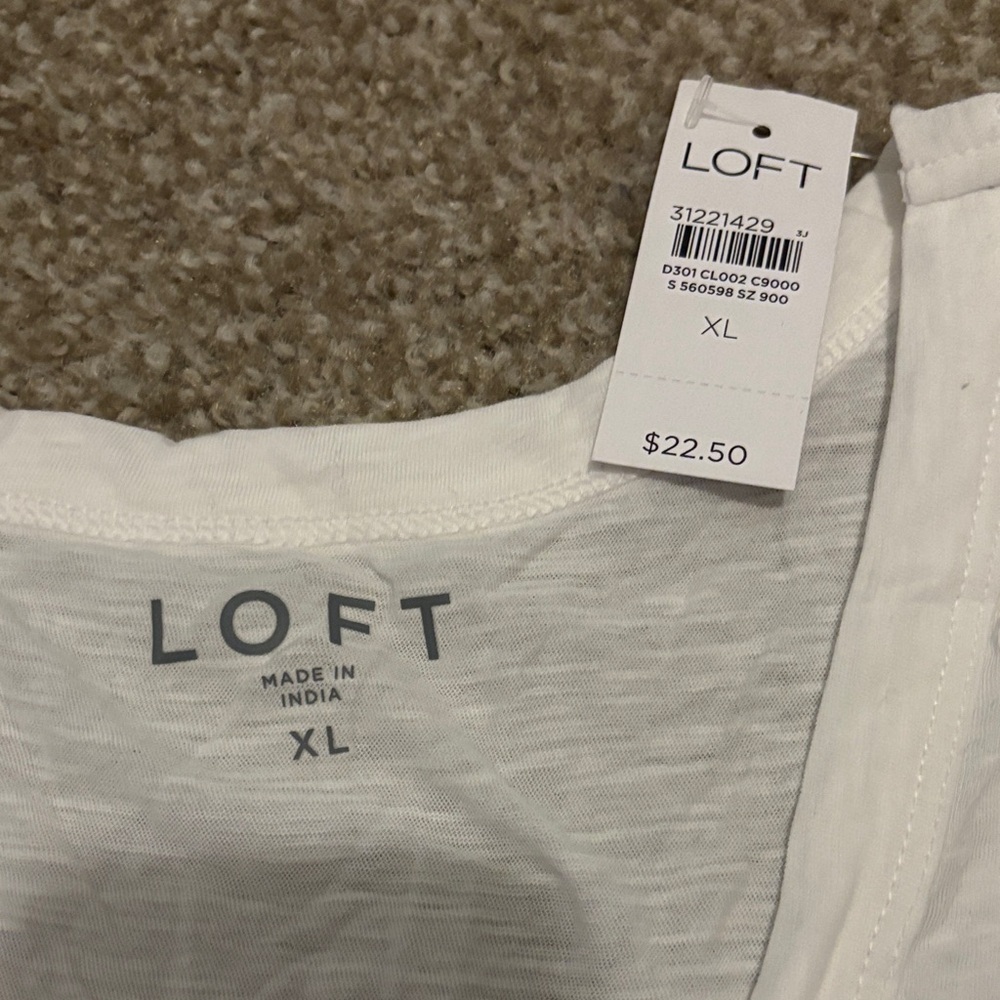 LOFT
31221429 3J
D301 CL002 C9000
S 560598 SZ 900
XL
$22.50
LOFT
MADE IN
INDIA
XL